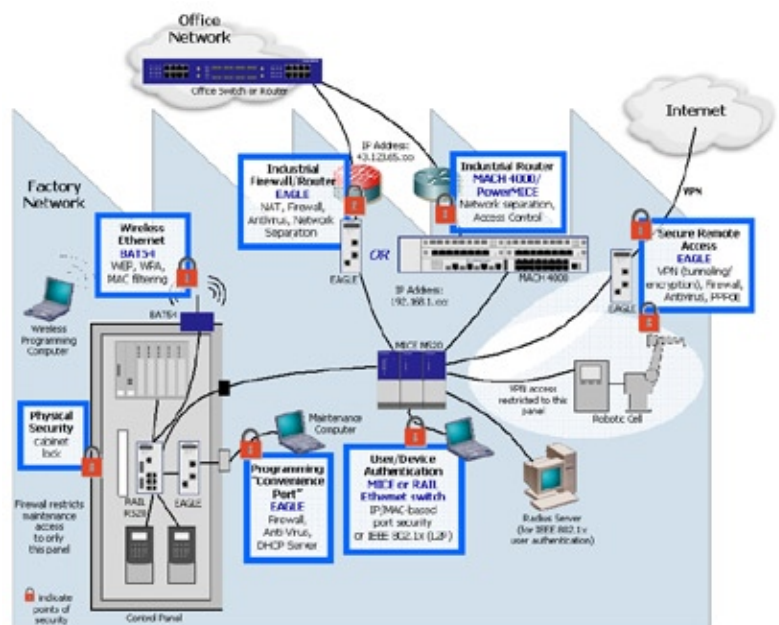 Office
Network
Office Switch or Router
Internet
IP Address:
Industrial
Firewall/Router
EAGLE
NAT, Firewall,
Antivirus, Network
Separation
Industrial Router
MACH 4000/
PowerMICE
Network separation,
Access Control
VPN
Factory
Network
Wireless
Ethernet
BAT54
WEP, WPA,
MAC filtering
EAGLE
OR
MACH 4000
IP Address:
Secure Remote
Access
EAGLE
VPN (tunneling/
encryption), Firewall,
Antivirus, PPPoE
EAGLE
Wireless
Programming
Computer
BAT54
MICE
VPN access
restricted to this
panel
Robotic Cell
Physical
Security
cabinet
lock
Maintenance
Computer
Programming
"Convenience
Port"
EAGLE
Firewall,
Anti Virus,
DHCP Server
User/Device
Authentication
MICE or RAIL
Ethernet switch
IP/MAC-based
port security
or IEEE 802.1x (L2P)
RAIL
RS20
EAGLE
Radius Server
(for IEEE 802.1x
user authentication)
Firewall restricts
maintenance
access
to only
this panel
indicate
points of
security
Control Panel